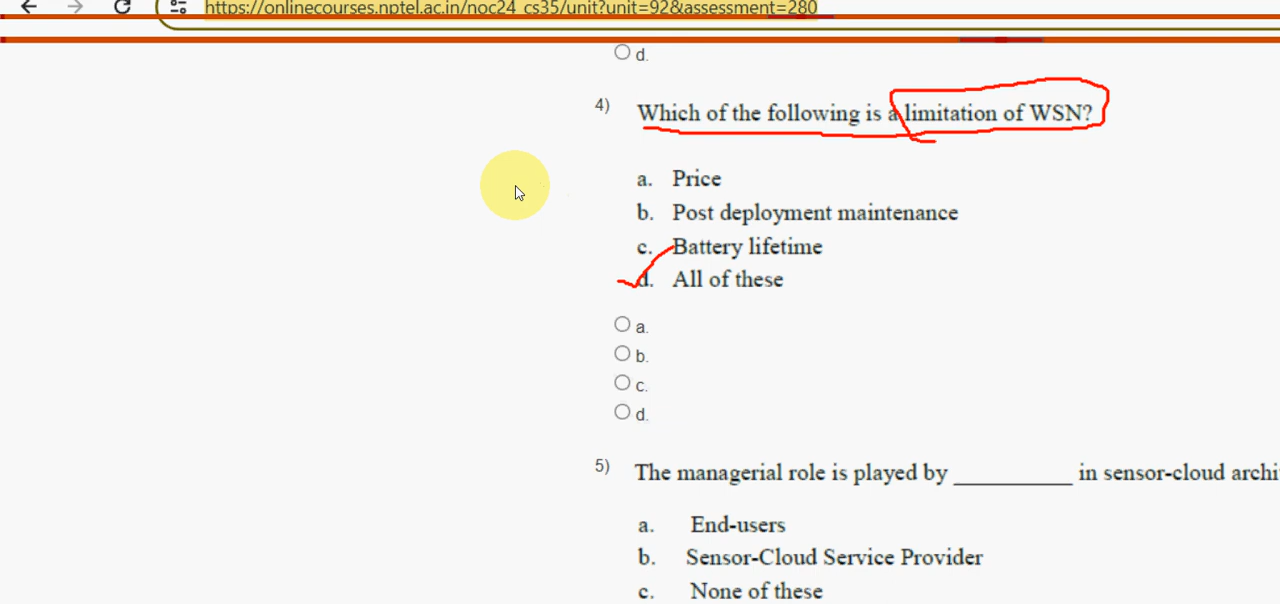 https://onlinecourses.nptel.ac.in/noc24_cs35/unit?unit=92&assessment=280
d.
4) Which of the following is a limitation of WSN?
a. Price
b. Post deployment maintenance
c. Battery lifetime
d. All of these
a.
b.
c.
d.
5) The managerial role is played by __________ in sensor-cloud archi
a. End-users
b. Sensor-Cloud Service Provider
c. None of these